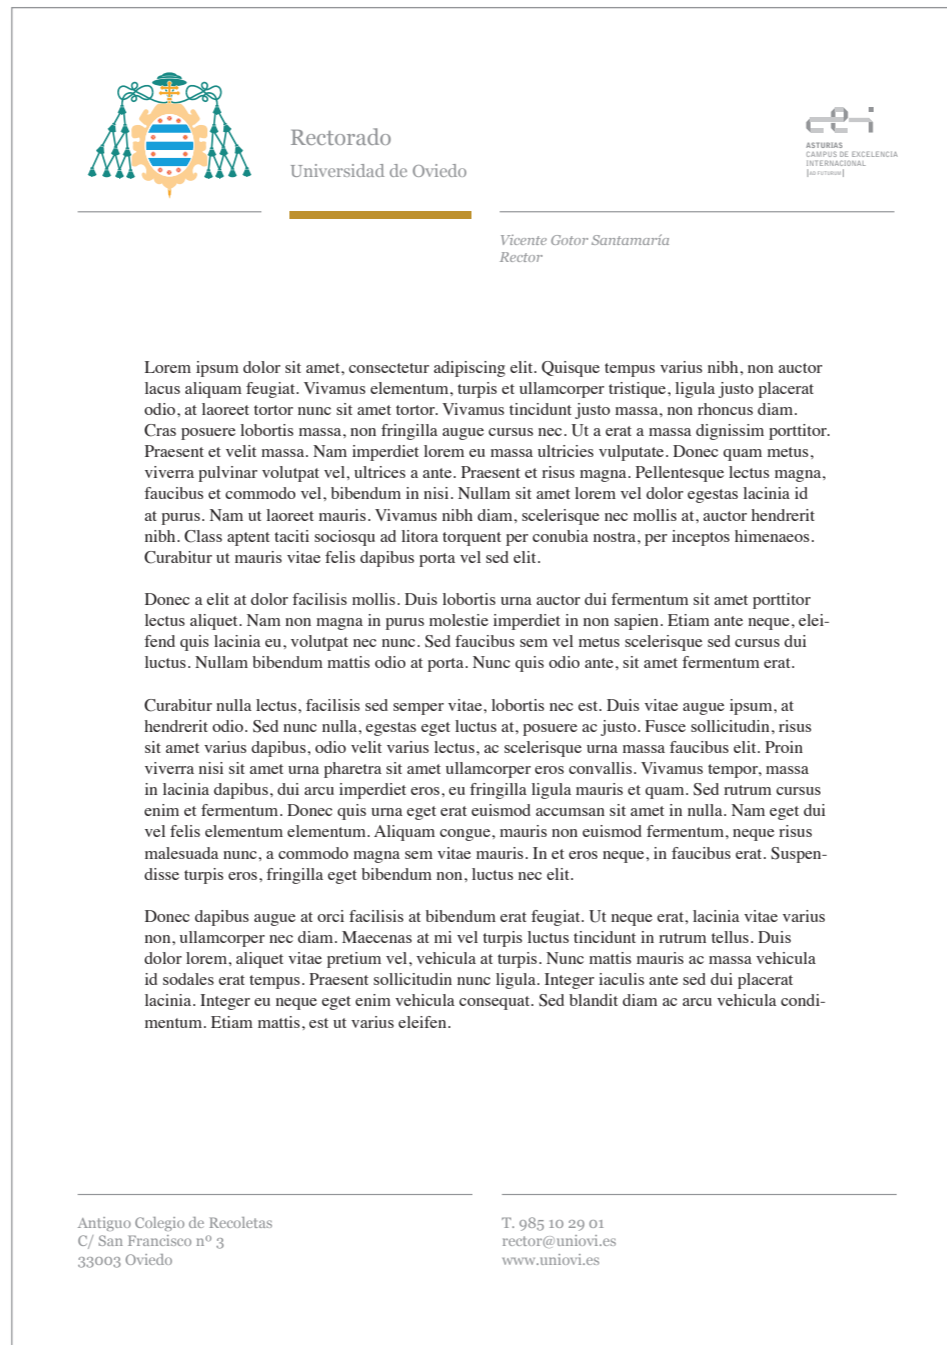 Rectorado
Universidad de Oviedo
ASTURIAS
CAMPUS DE EXCELENCIA
INTERNACIONAL
[AD FUTURUM]
Vicente Gotor Santamaría
Rector
Lorem ipsum dolor sit amet, consectetur adipiscing elit. Quisque tempus varius nibh, non auctor
lacus aliquam feugiat. Vivamus elementum, turpis et ullamcorper tristique, ligula justo placerat
odio, at laoreet tortor nunc sit amet tortor. Vivamus tincidunt justo massa, non rhoncus diam.
Cras posuere lobortis massa, non fringilla augue cursus nec. Ut a erat a massa dignissim porttitor.
Praesent et velit massa. Nam imperdiet lorem eu massa ultricies vulputate. Donec quam metus,
viverra pulvinar volutpat vel, ultrices a ante. Praesent et risus magna. Pellentesque lectus magna,
faucibus et commodo vel, bibendum in nisi. Nullam sit amet lorem vel dolor egestas lacinia id
at purus. Nam ut laoreet mauris. Vivamus nibh diam, scelerisque nec mollis at, auctor hendrerit
nibh. Class aptent taciti sociosqu ad litora torquent per conubia nostra, per inceptos himenaeos.
Curabitur ut mauris vitae felis dapibus porta vel sed elit.
Donec a elit at dolor facilisis mollis. Duis lobortis urna auctor dui fermentum sit amet porttitor
lectus aliquet. Nam non magna in purus molestie imperdiet in non sapien. Etiam ante neque, elei-
fend quis lacinia eu, volutpat nec nunc. Sed faucibus sem vel metus scelerisque sed cursus dui
luctus. Nullam bibendum mattis odio at porta. Nunc quis odio ante, sit amet fermentum erat.
Curabitur nulla lectus, facilisis sed semper vitae, lobortis nec est. Duis vitae augue ipsum, at
hendrerit odio. Sed nunc nulla, egestas eget luctus at, posuere ac justo. Fusce sollicitudin, risus
sit amet varius dapibus, odio velit varius lectus, ac scelerisque urna massa faucibus elit. Proin
viverra nisi sit amet urna pharetra sit amet ullamcorper eros convallis. Vivamus tempor, massa
in lacinia dapibus, dui arcu imperdiet eros, eu fringilla ligula mauris et quam. Sed rutrum cursus
enim et fermentum. Donec quis urna eget erat euismod accumsan sit amet in nulla. Nam eget dui
vel felis elementum elementum. Aliquam congue, mauris non euismod fermentum, neque risus
malesuada nunc, a commodo magna sem vitae mauris. In et eros neque, in faucibus erat. Suspen-
disse turpis eros, fringilla eget bibendum non, luctus nec elit.
Donec dapibus augue at orci facilisis at bibendum erat feugiat. Ut neque erat, lacinia vitae varius
non, ullamcorper nec diam. Maecenas at mi vel turpis luctus tincidunt in rutrum tellus. Duis
dolor lorem, aliquet vitae pretium vel, vehicula at turpis. Nunc mattis mauris ac massa vehicula
id sodales erat tempus. Praesent sollicitudin nunc ligula. Integer iaculis ante sed dui placerat
lacinia. Integer eu neque eget enim vehicula consequat. Sed blandit diam ac arcu vehicula condi-
mentum. Etiam mattis, est ut varius eleifen.
Antiguo Colegio de Recoletas
C/ San Francisco nº 3
33003 Oviedo
T. 985 10 29 01
rector@uniovi.es
www.uniovi.es